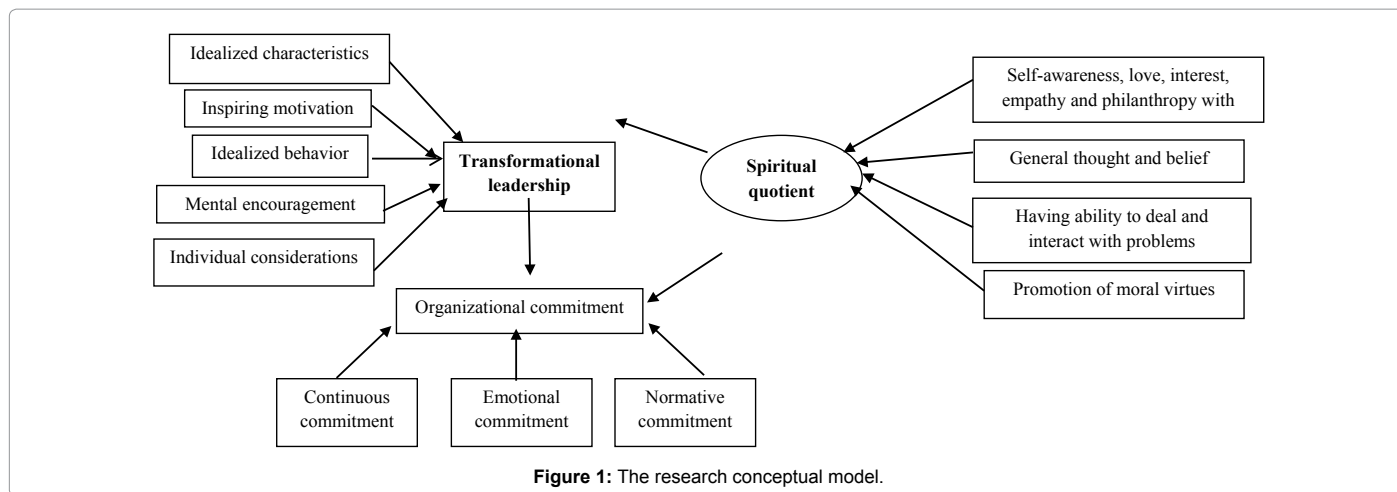 Idealized characteristics
Inspiring motivation
Idealized behavior
Mental encouragement
Individual considerations
Transformational
leadership
Spiritual
quotient
Self-awareness, love, interest,
empathy and philanthropy with
General thought and belief
Having ability to deal and
interact with problems
Promotion of moral virtues
Organizational commitment
Continuous
commitment
Emotional
commitment
Normative
commitment
Figure 1: The research conceptual model.